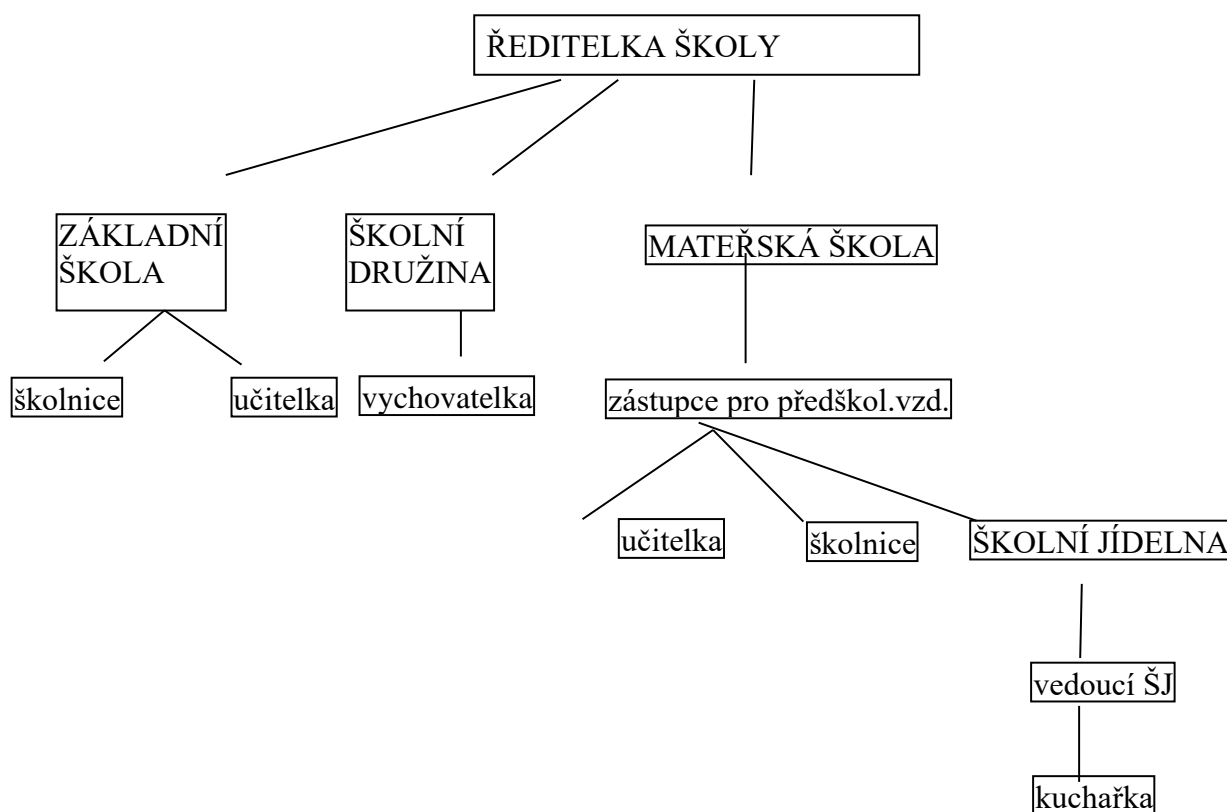 ŘEDITELKA ŠKOLY
ZÁKLADNÍ
ŠKOLA
ŠKOLNÍ
DRUŽINA
MATEŘSKÁ ŠKOLA
školnice
učitelka
vychovatelka
zástupce pro předškol.vzd.
učitelka
školnice
ŠKOLNÍ JÍDELNA
vedoucí ŠJ
kuchařka